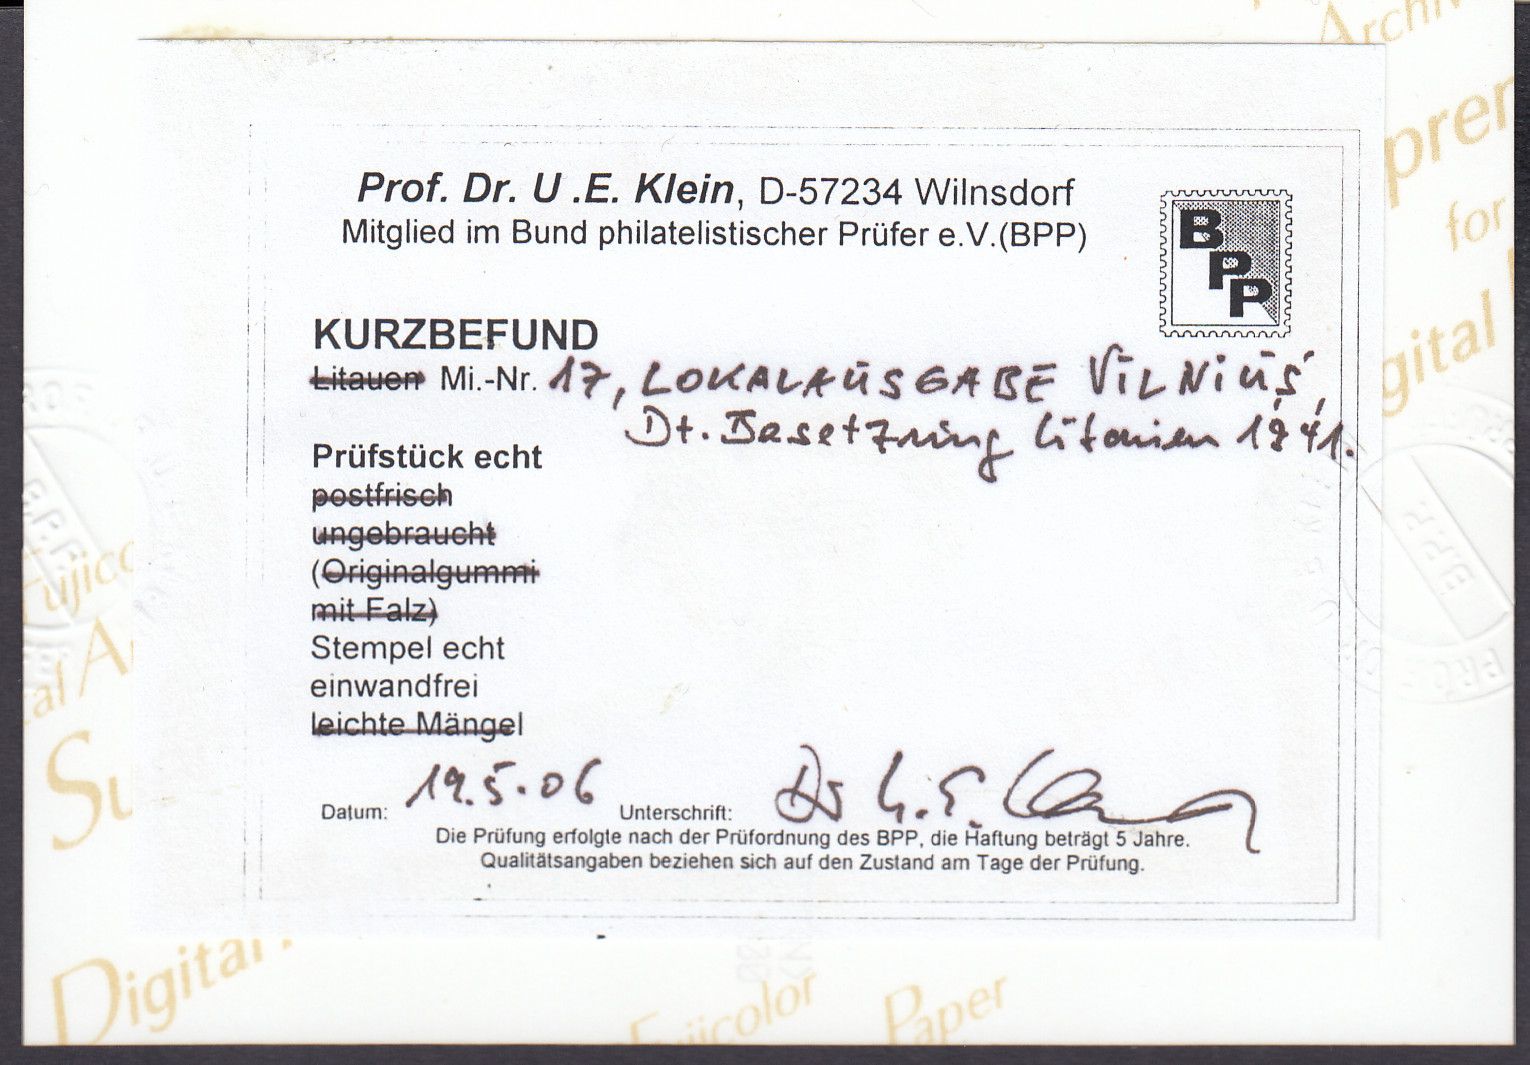 Prof. Dr. U .E. Klein, D-57234 Wilnsdorf
Mitglied im Bund philatelistischer Prüfer e.V.(BPP)
BPP
KURZBEFUND
Litauen Mi.-Nr. 17, LOKALAUSGABE VILNIUS,
Dt. Besetzung Litauen 1941.
Prüfstück echt
postfrisch
ungebraucht
(Originalgummi
mit Falz)
Stempel echt
einwandfrei
leichte Mängel
Datum: 19.5.06 Unterschrift: Dr U. E. Klein
Die Prüfung erfolgte nach der Prüfordnung des BPP, die Haftung beträgt 5 Jahre.
Qualitätsangaben beziehen sich auf den Zustand am Tage der Prüfung.
for
Digital
Fujicolor
Paper